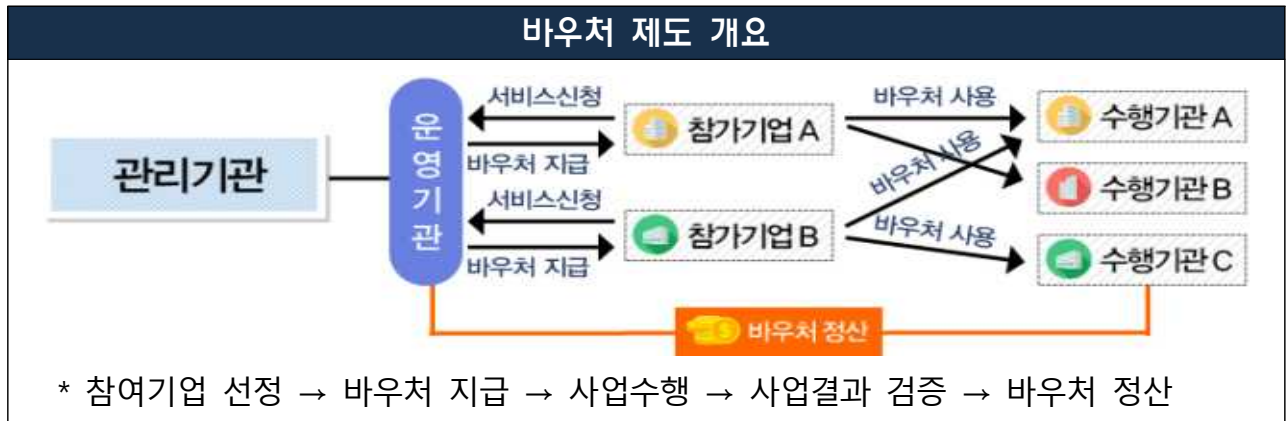 바우처 제도 개요
관리기관
운영기관
서비스신청
바우처 지급
서비스신청
바우처 지급
참가기업 A
참가기업 B
바우처 사용
바우처 사용
바우처 사용
수행기관 A
수행기관 B
수행기관 C
바우처 정산
* 참여기업 선정 → 바우처 지급 → 사업수행 → 사업결과 검증 → 바우처 정산